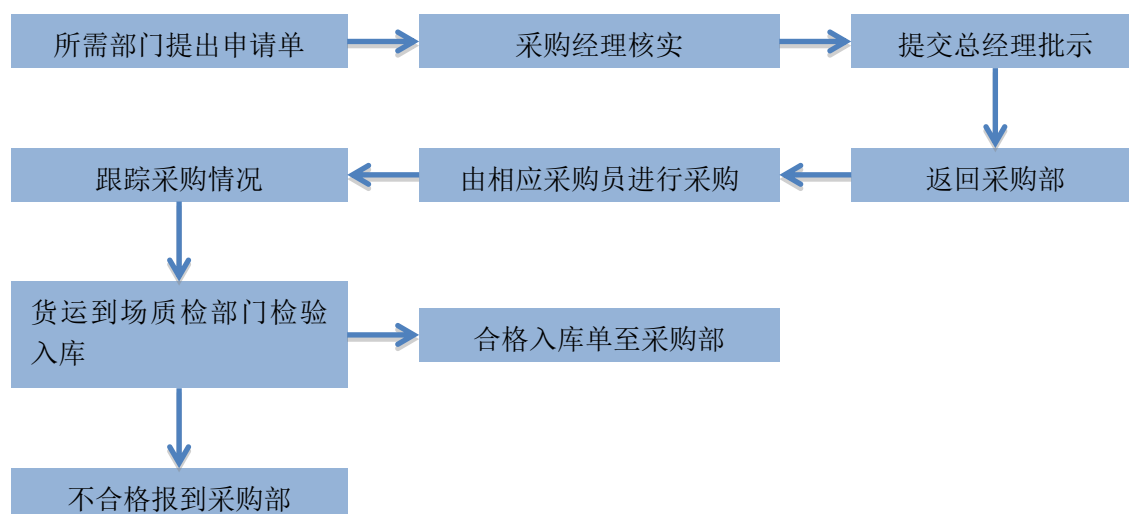 所需部门提出申请单
采购经理核实
提交总经理批示
返回采购部
由相应采购员进行采购
跟踪采购情况
货运到场质检部门检验
入库
合格入库单至采购部
不合格报到采购部